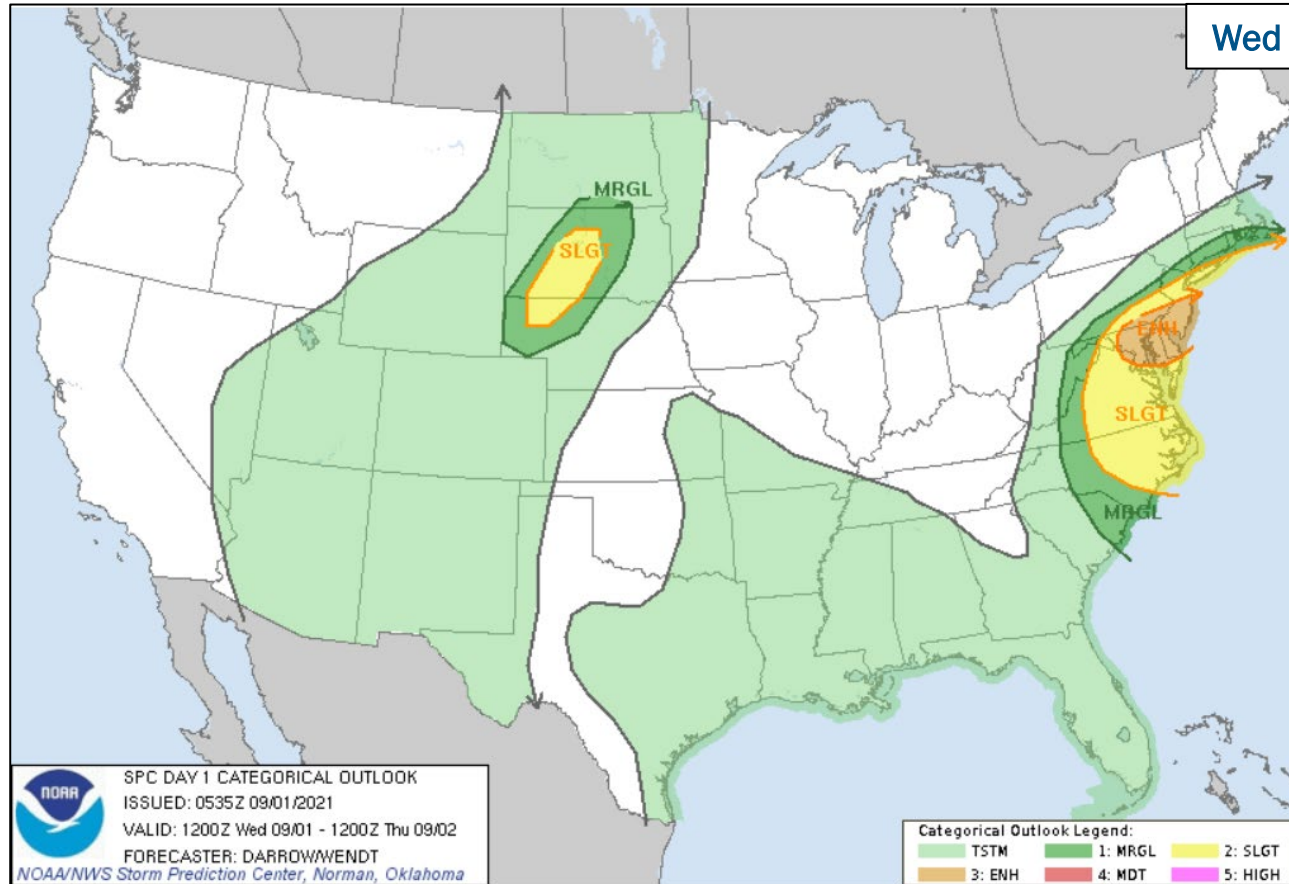 Wed
MRGL
SLGT
ENH
SLGT
MRGL
NOAA
SPC DAY 1 CATEGORICAL OUTLOOK
ISSUED: 0535Z 09/01/2021
VALID: 1200Z Wed 09/01 - 1200Z Thu 09/02
FORECASTER: DARROW/WENDT
NOAA/NWS Storm Prediction Center, Norman, Oklahoma
Categorical Outlook Legend:
TSTM 1: MRGL 2: SLGT
3: ENH 4: MDT 5: HIGH